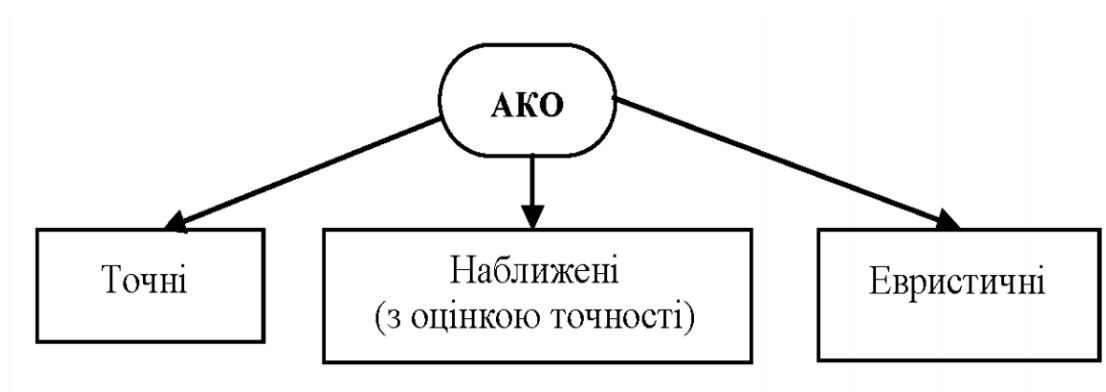 АКО
Точні
Наближені
(з оцінкою точності)
Евристичні